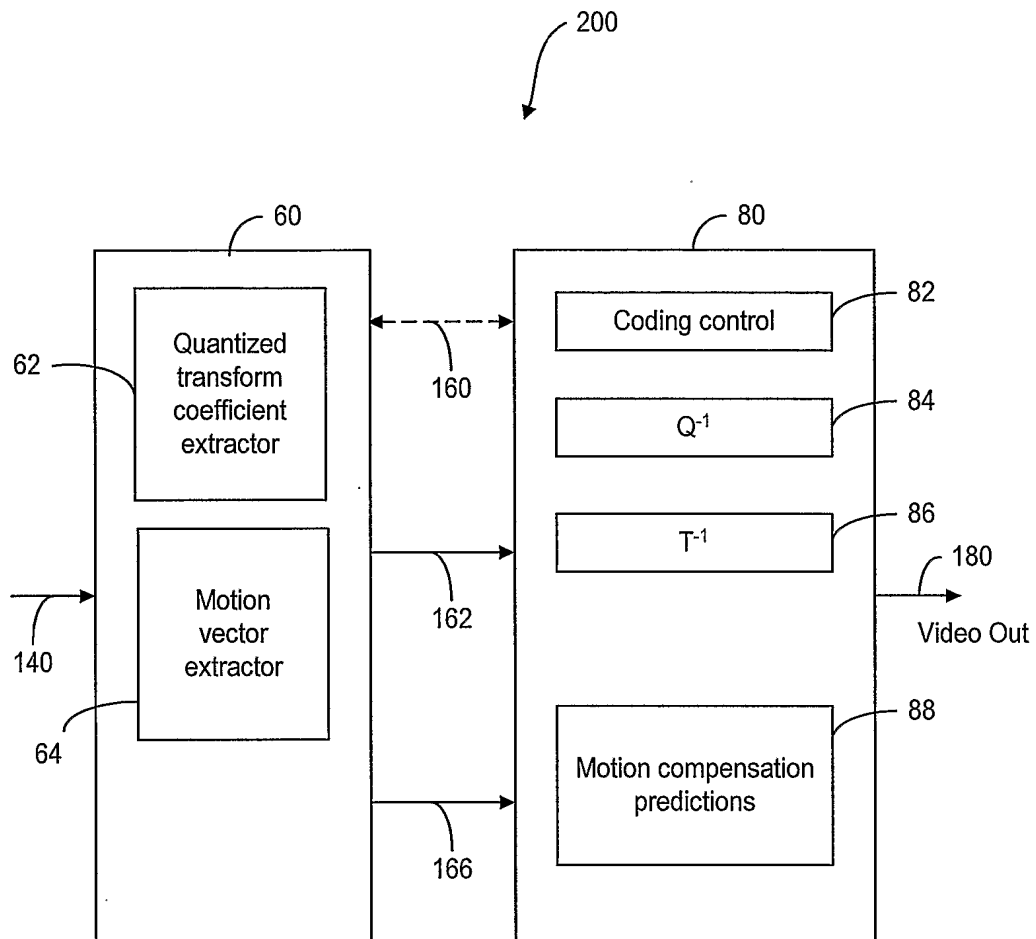 200
60
80
Quantized
transform
coefficient
extractor
62
160
Coding control
82
Q-1
84
T-1
86
Motion
vector
extractor
140
64
162
180
Video Out
Motion compensation
predictions
88
166